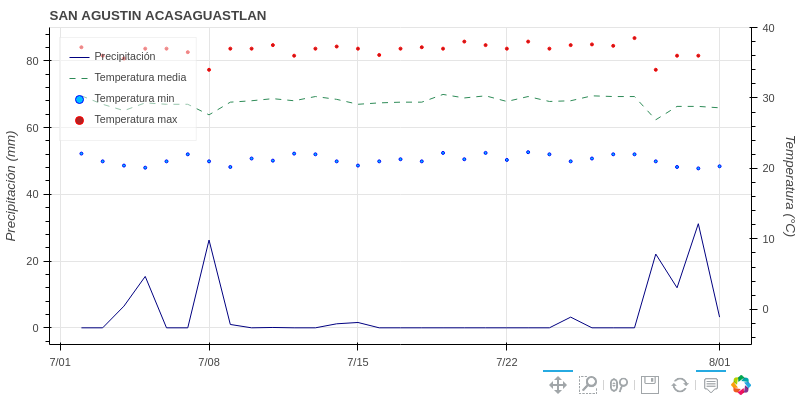 SAN AGUSTIN ACASAGUASTLAN
Precipitación
Temperatura media
Temperatura min
Temperatura max
Precipitación (mm)
80
60
40
20
0
Temperatura (°C)
40
30
20
10
0
7/01
7/08
7/15
7/22
8/01